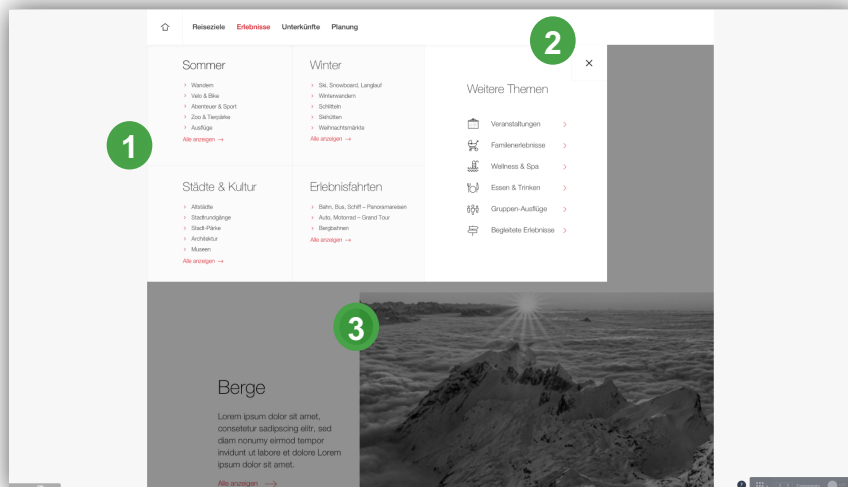 Reiseziele Erlebnisse Unterkünfte Planung
2
Sommer
Wandern
Velo & Bike
Abenteuer & Sport
Zoo & Tierpärke
Ausflüge
Alle anzeigen →
Winter
Ski, Snowboard, Langlauf
Winterwandern
Schlitteln
Skihütten
Weihnachtsmärkte
Alle anzeigen →
1
Städte & Kultur
Altstädte
Stadtrundgänge
Stadt-Pärke
Architektur
Museen
Alle anzeigen →
Erlebnisfahrten
Bahn, Bus, Schiff – Panoramareisen
Auto, Motorrad – Grand Tour
Bergbahnen
Alle anzeigen →
Weitere Themen
Veranstaltungen
Familenerlebnisse
Wellness & Spa
Essen & Trinken
Gruppen-Ausflüge
Begleitete Erlebnisse
3
Berge
Lorem ipsum dolor sit amet,
consetetur sadipscing elitr, sed
diam nonumy eirmod tempor
invidunt ut labore et dolore Lorem
ipsum dolor sit amet.
Alle anzeigen →
Comments